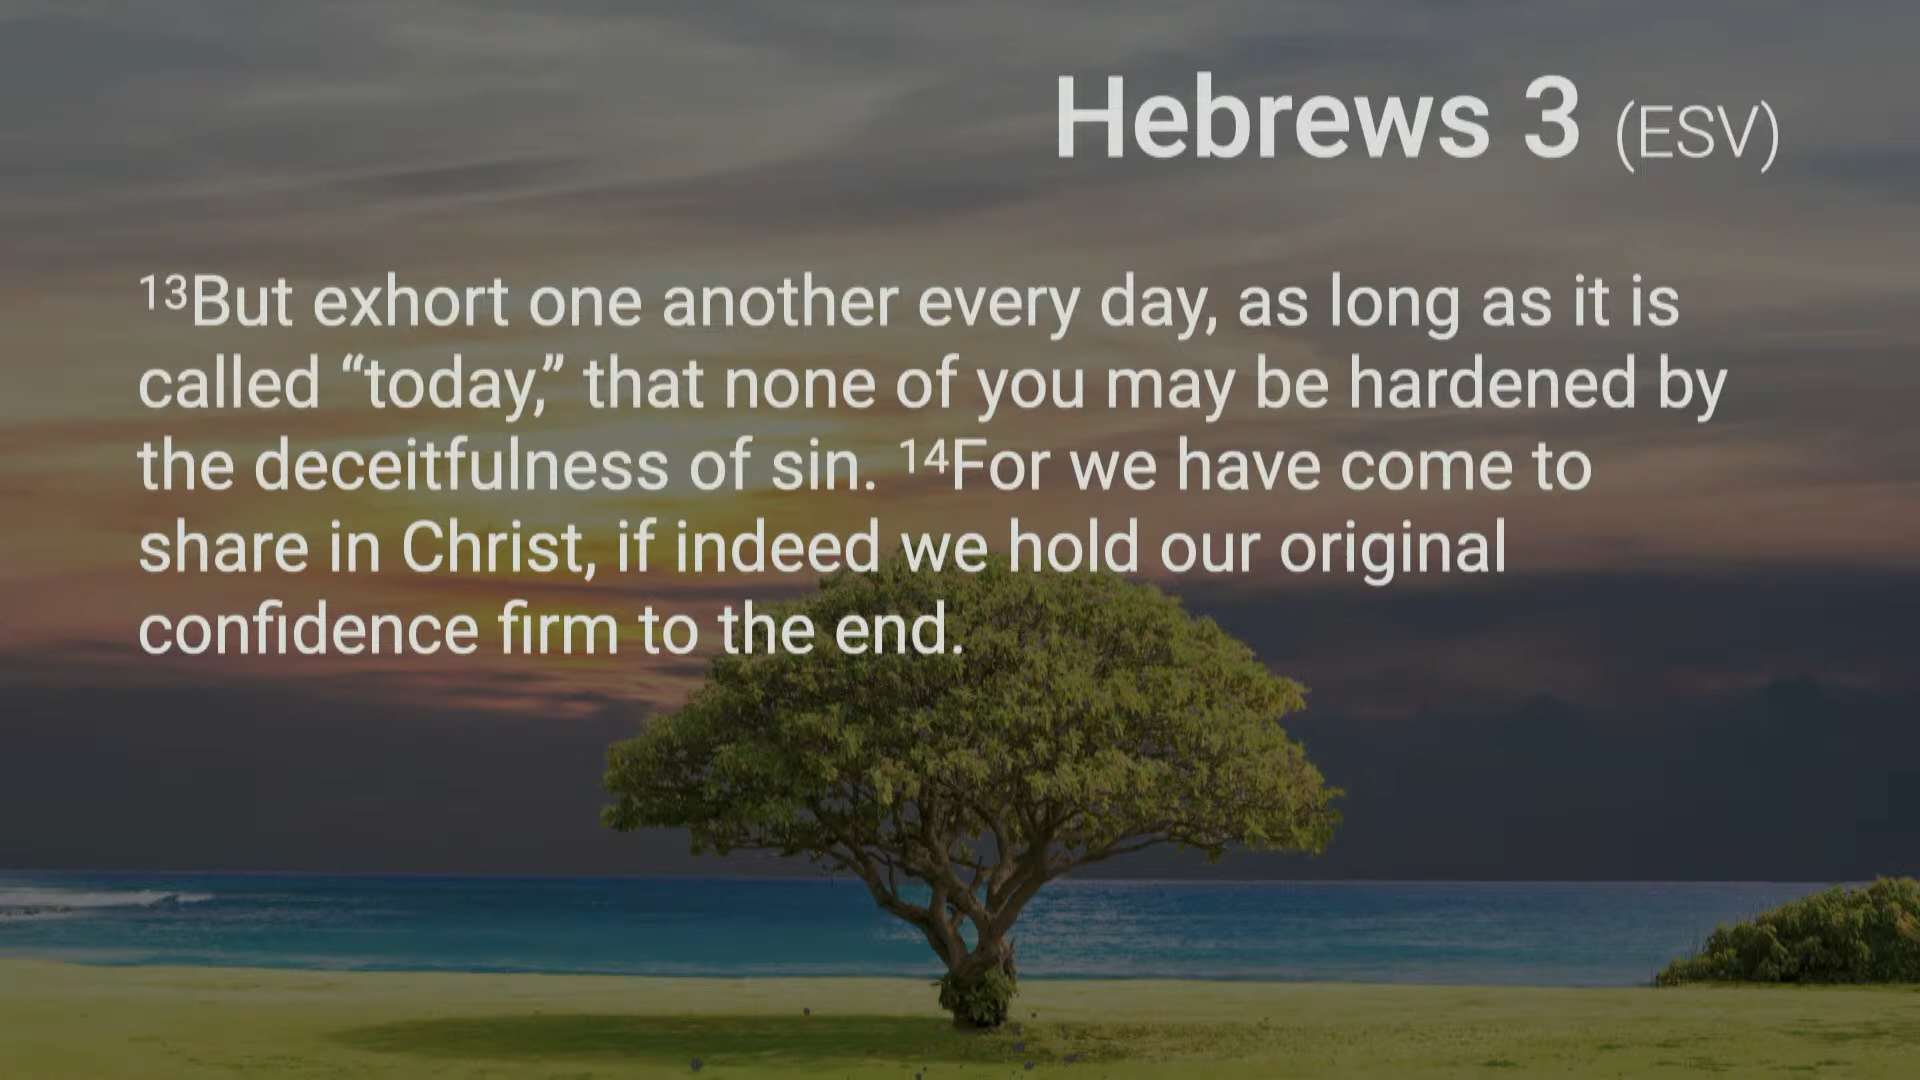 Hebrews 3 (ESV)
13But exhort one another every day, as long as it is
called “today,” that none of you may be hardened by
the deceitfulness of sin. 14For we have come to
share in Christ, if indeed we hold our original
confidence firm to the end.